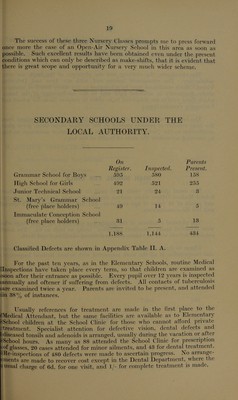 19
The success of these three Nursery Classes prompts me to press forward
once more the case of an Open-Air Nursery School in this area as soon as
possible. Such excellent results have been obtained even under the present
conditions which can only be described as make-shifts, that it is evident that
there is great scope and opportunity for a very much wider scheme.
SECONDARY SCHOOLS UNDER THE
LOCAL AUTHORITY.
On Parents
Register. Inspected. Present.
Grammar School for Boys 593 580 156
High School for Girls 492 321 255
Junior Technical School 21 24 2
St. Mary's Grammar School
(free place holders) 48 14 3
Immaculate Conception School
(free place holders) 31 5 18
1,188 1,144 434
Classified Defects are shown in Appendix Table II. A.
For the past ten years, as in the Elementary Schools, routine Medical
Inspections have taken place every term, so that children are examined as
soon after their entrance as possible. Every pupil over 12 years is inspected
annually and oftener if suffering from defects. All contacts of tuberculosis
are examined twice a year. Parents are invited to be present, and attended
in 38% of instances.
Usually references for treatment are made in the first place to the
Medical Attendant, but the same facilities are available as to Elementary
School children at the School Clinic for those who cannot afford private
treatment. Specialist attention for defective vision, dental defects and
diseased tonsils and adenoids is arranged, usually during the vacation or after
School hours. As many as 88 attended the School Clinic for prescription
of glasses, 29 cases attended for minor ailments, and 43 for dental treatment.
Re-inspections of 480 defects were made to ascertain progress. No arrange-
ments are made to recover cost except in the Dental Department, where the
usual charge of 6d. for one visit, and 1/- for complete treatment is made.